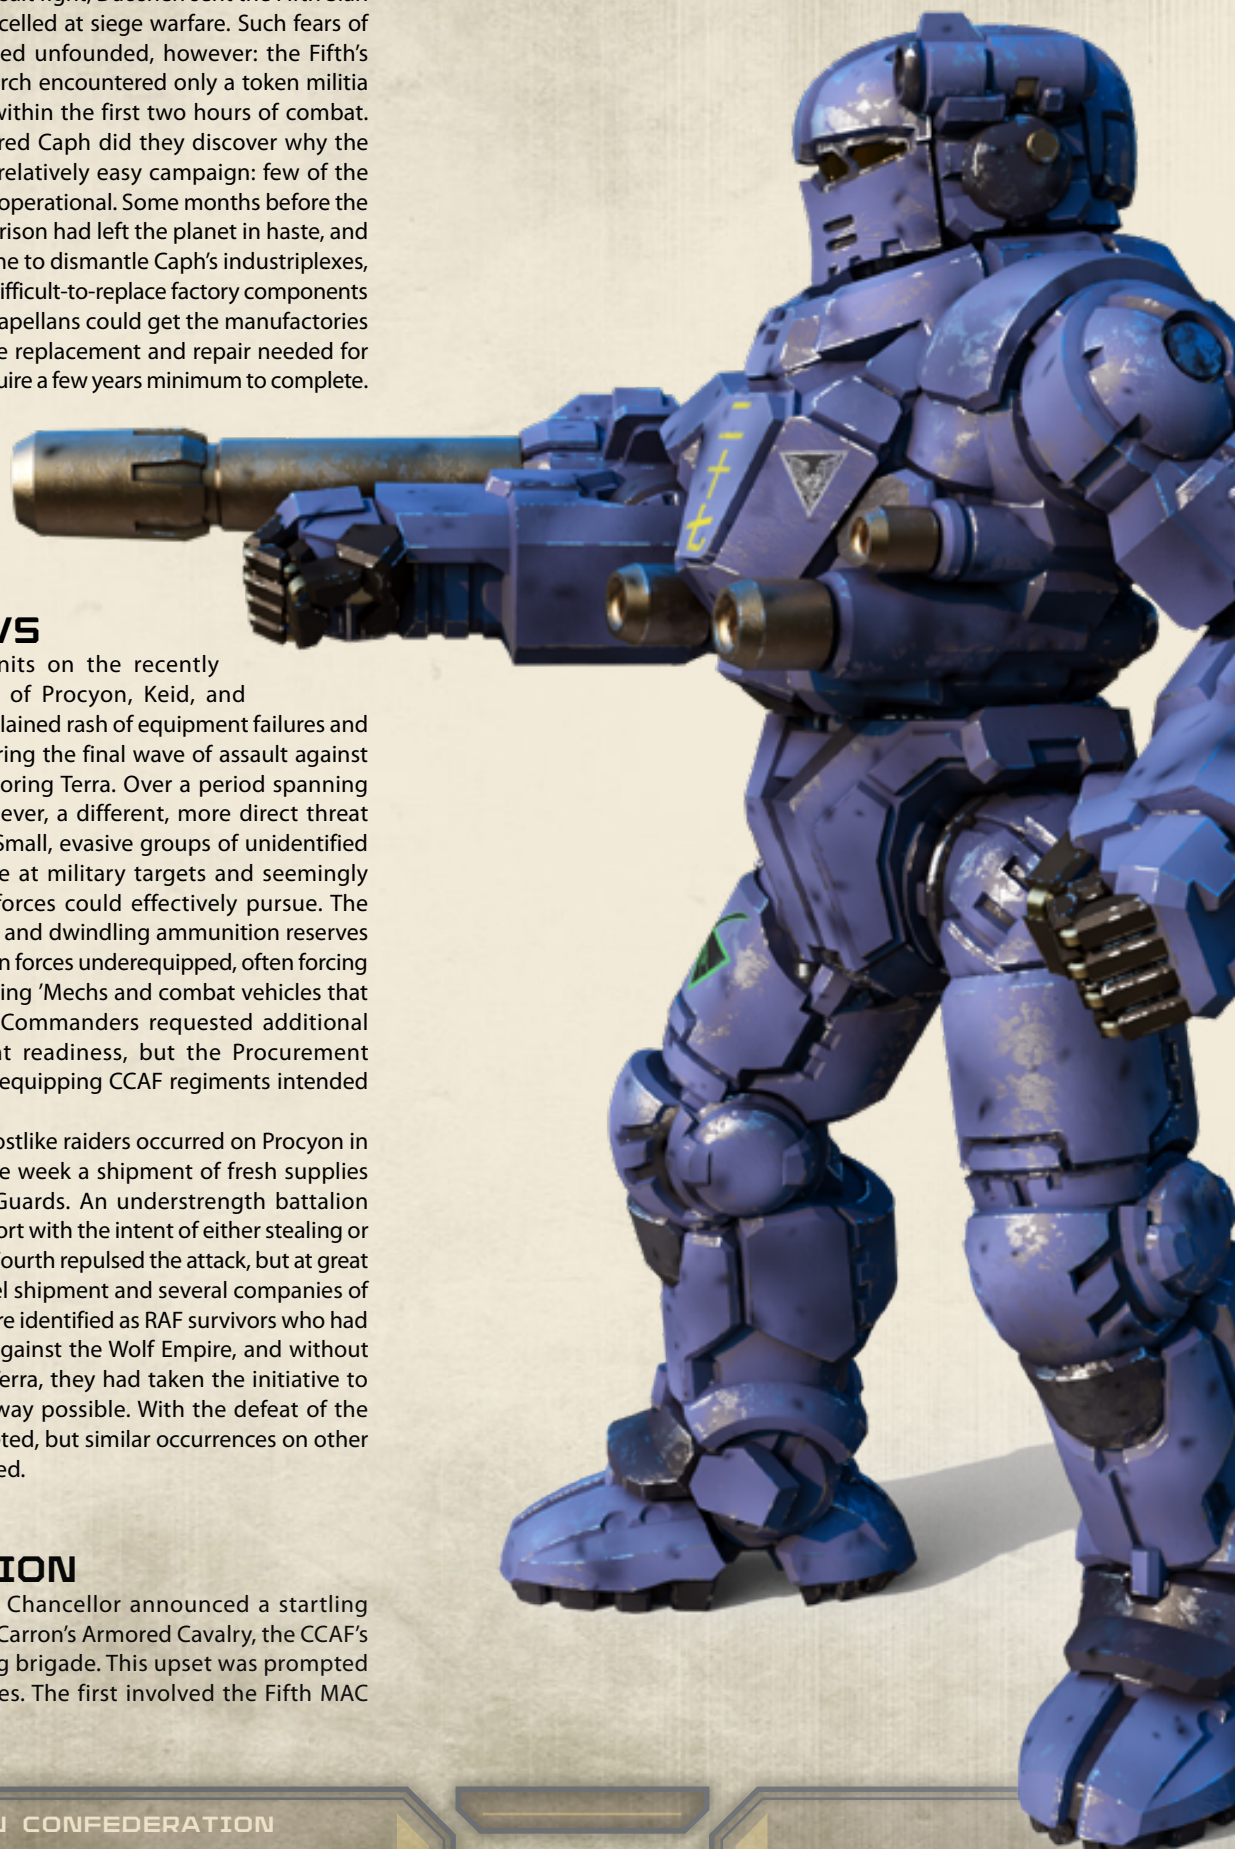 celled at siege warfare. Such fears of
ed unfounded, however: the Fifth’s
rch encountered only a token militia
within the first two hours of combat.
red Caph did they discover why the
relatively easy campaign: few of the
operational. Some months before the
rison had left the planet in haste, and
ne to dismantle Caph’s industriplexes,
ifficult-to-replace factory components
apellans could get the manufactories
e replacement and repair needed for
uire a few years minimum to complete.
VS
nits on the recently
of Procyon, Keid, and
lained rash of equipment failures and
ring the final wave of assault against
oring Terra. Over a period spanning
ever, a different, more direct threat
Small, evasive groups of unidentified
e at military targets and seemingly
forces could effectively pursue. The
and dwindling ammunition reserves
n forces underequipped, often forcing
ing ’Mechs and combat vehicles that
Commanders requested additional
at readiness, but the Procurement
equipping CCAF regiments intended
ostlike raiders occurred on Procyon in
e week a shipment of fresh supplies
Guards. An understrength battalion
ort with the intent of either stealing or
Fourth repulsed the attack, but at great
el shipment and several companies of
re identified as RAF survivors who had
gainst the Wolf Empire, and without
Terra, they had taken the initiative to
way possible. With the defeat of the
ted, but similar occurrences on other
ed.
ION
Chancellor announced a startling
Carron’s Armored Cavalry, the CCAF’s
g brigade. This upset was prompted
es. The first involved the Fifth MAC
N CONFEDERATION